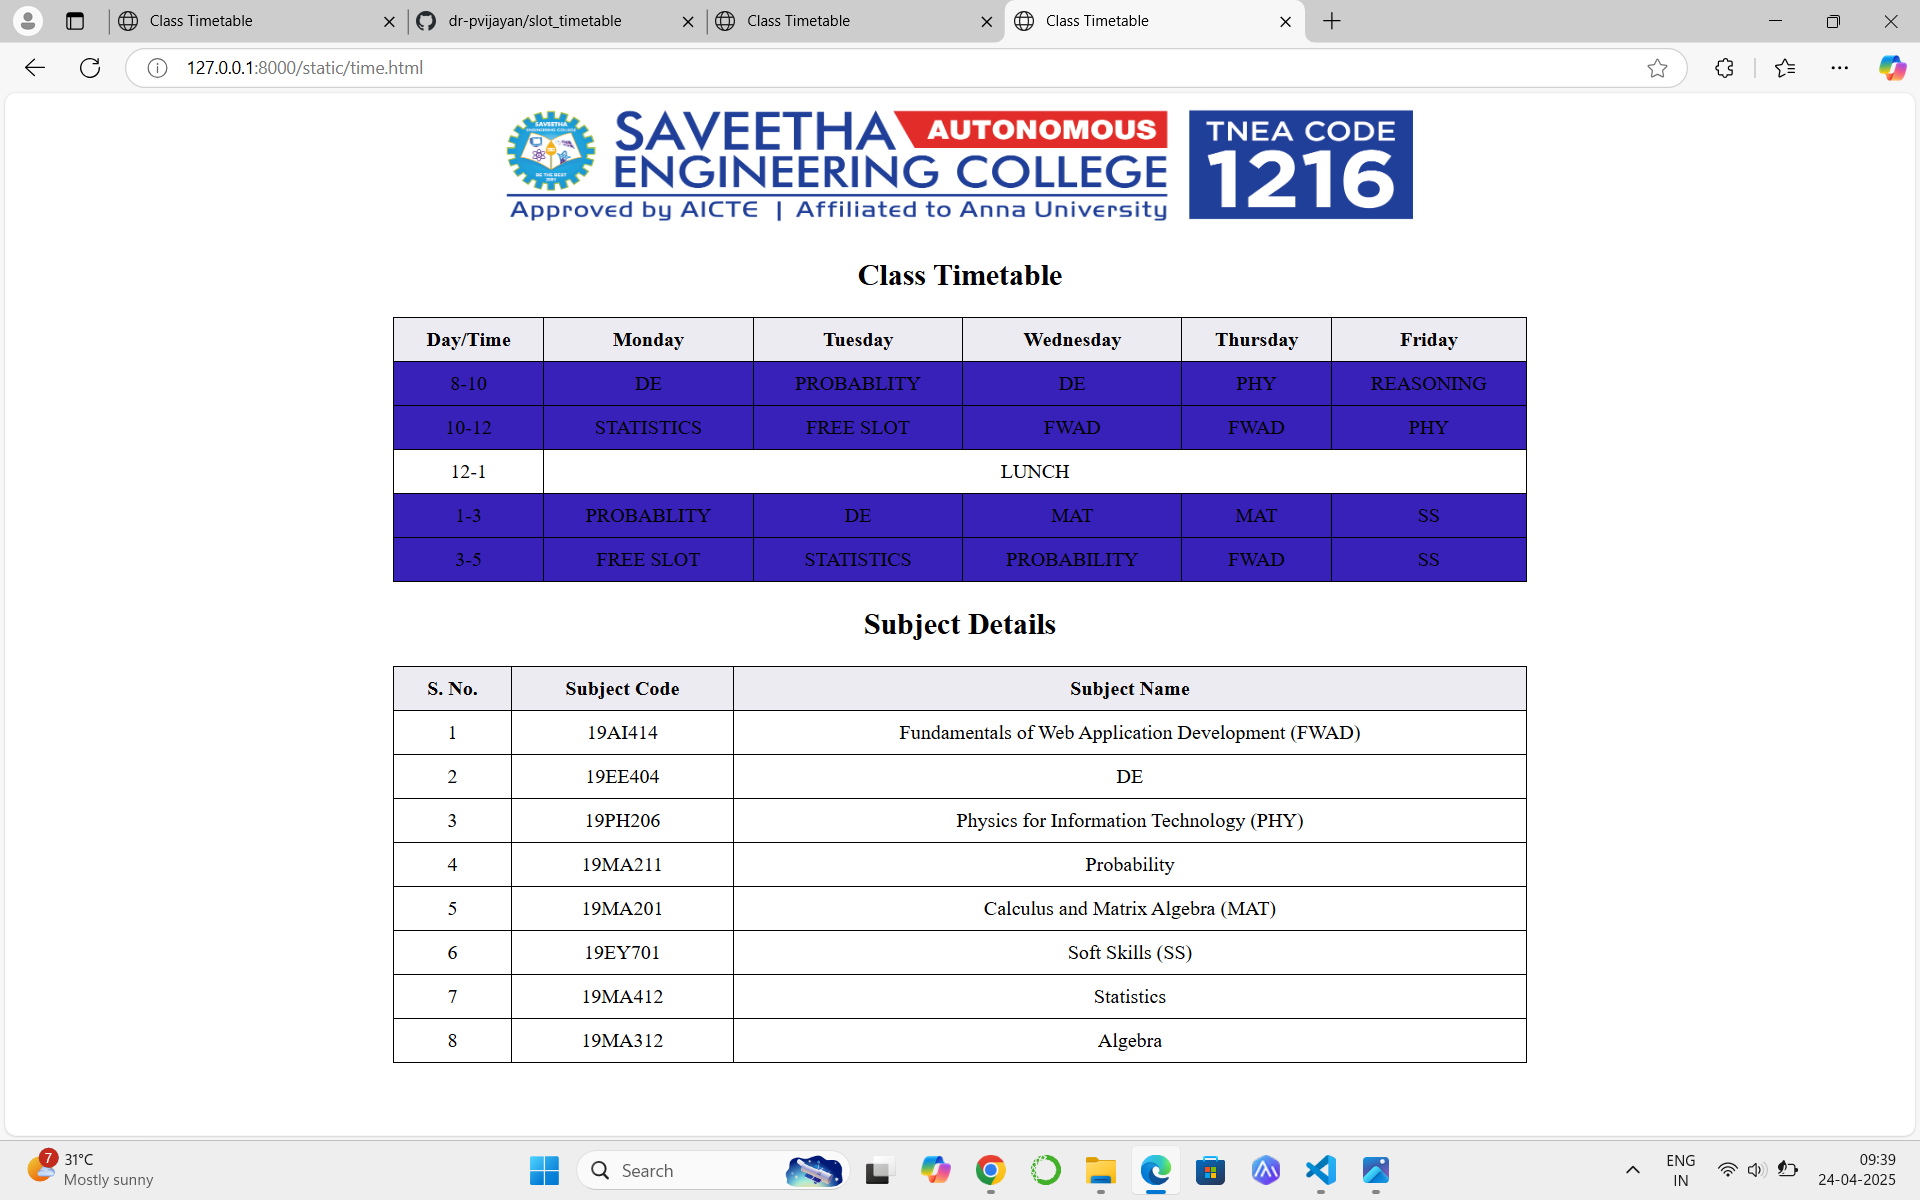 Class Timetable
dr-pvijayan/slot_timetable
Class Timetable
Class Timetable
127.0.0.1:8000/static/time.html
SAVEETHA AUTONOMOUS
ENGINEERING COLLEGE
Approved by AICTE | Affiliated to Anna University
SAVEETHA
ENGINEERING COLLEGE
BE THE BEST
TNEA CODE
1216
Class Timetable
Day/Time Monday Tuesday Wednesday Thursday Friday
8-10 DE PROBABLITY DE PHY REASONING
10-12 STATISTICS FREE SLOT FWAD FWAD PHY
12-1 LUNCH
1-3 PROBABLITY DE MAT MAT SS
3-5 FREE SLOT STATISTICS PROBABILITY FWAD SS
Subject Details
S. No. Subject Code Subject Name
1 19AI414 Fundamentals of Web Application Development (FWAD)
2 19EE404 DE
3 19PH206 Physics for Information Technology (PHY)
4 19MA211 Probability
5 19MA201 Calculus and Matrix Algebra (MAT)
6 19EY701 Soft Skills (SS)
7 19MA412 Statistics
8 19MA312 Algebra
7
31°C
Mostly sunny
Search
ENG
IN
09:39
24-04-2025